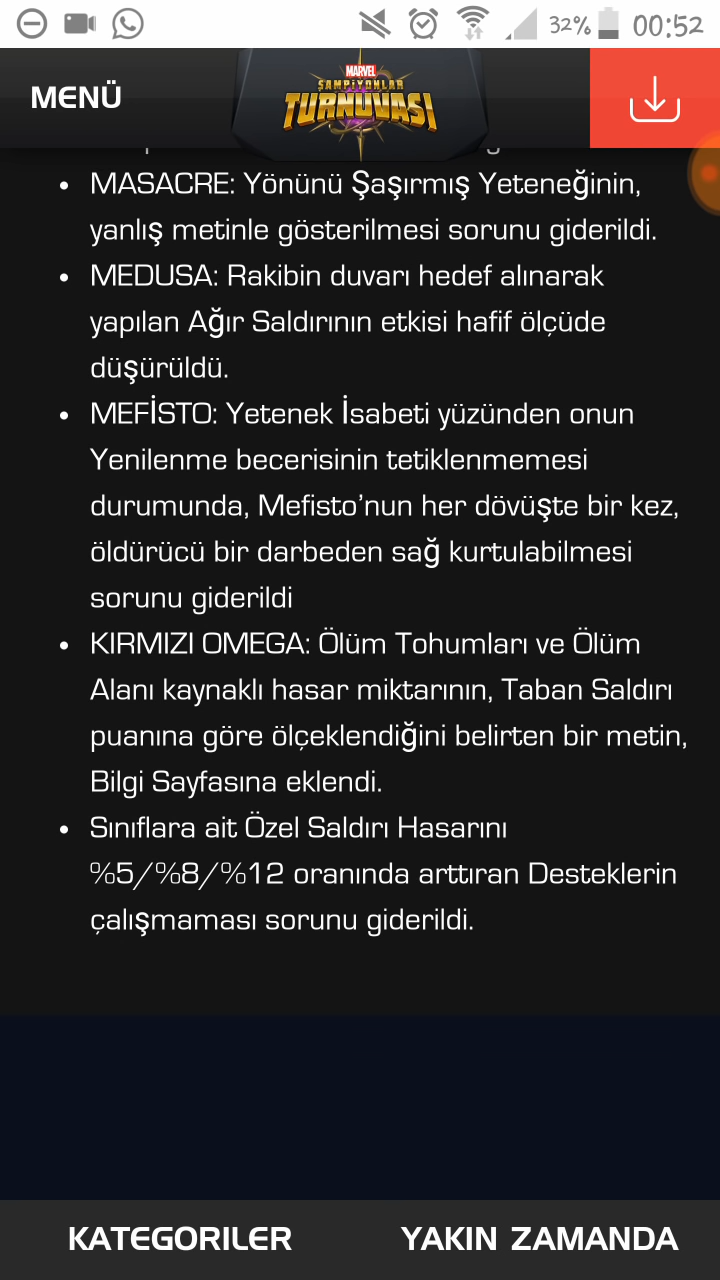 32% 00:52
MENÜ
MARVEL
ŞAMPİYONLAR
TURNUVASI
• MASACRE: Yönünü Şaşırmış Yeteneğinin,
yanlış metinle gösterilmesi sorunu giderildi.
• MEDUSA: Rakibin duvarı hedef alınarak
yapılan Ağır Saldırının etkisi hafif ölçüde
düşürüldü.
• MEFİSTO: Yetenek İsabeti yüzünden onun
Yenilenme becerisinin tetiklenmemesi
durumunda, Mefisto’nun her dövüşte bir kez,
öldürücü bir darbeden sağ kurtulabilmesi
sorunu giderildi
• KIRMIZI OMEGA: Ölüm Tohumları ve Ölüm
Alanı kaynaklı hasar miktarının, Taban Saldırı
puanına göre ölçeklendiğini belirten bir metin,
Bilgi Sayfasına eklendi.
• Sınıflara ait Özel Saldırı Hasarını
%5/%8/%12 oranında arttıran Desteklerin
çalışmaması sorunu giderildi.
KATEGORILER YAKIN ZAMANDA